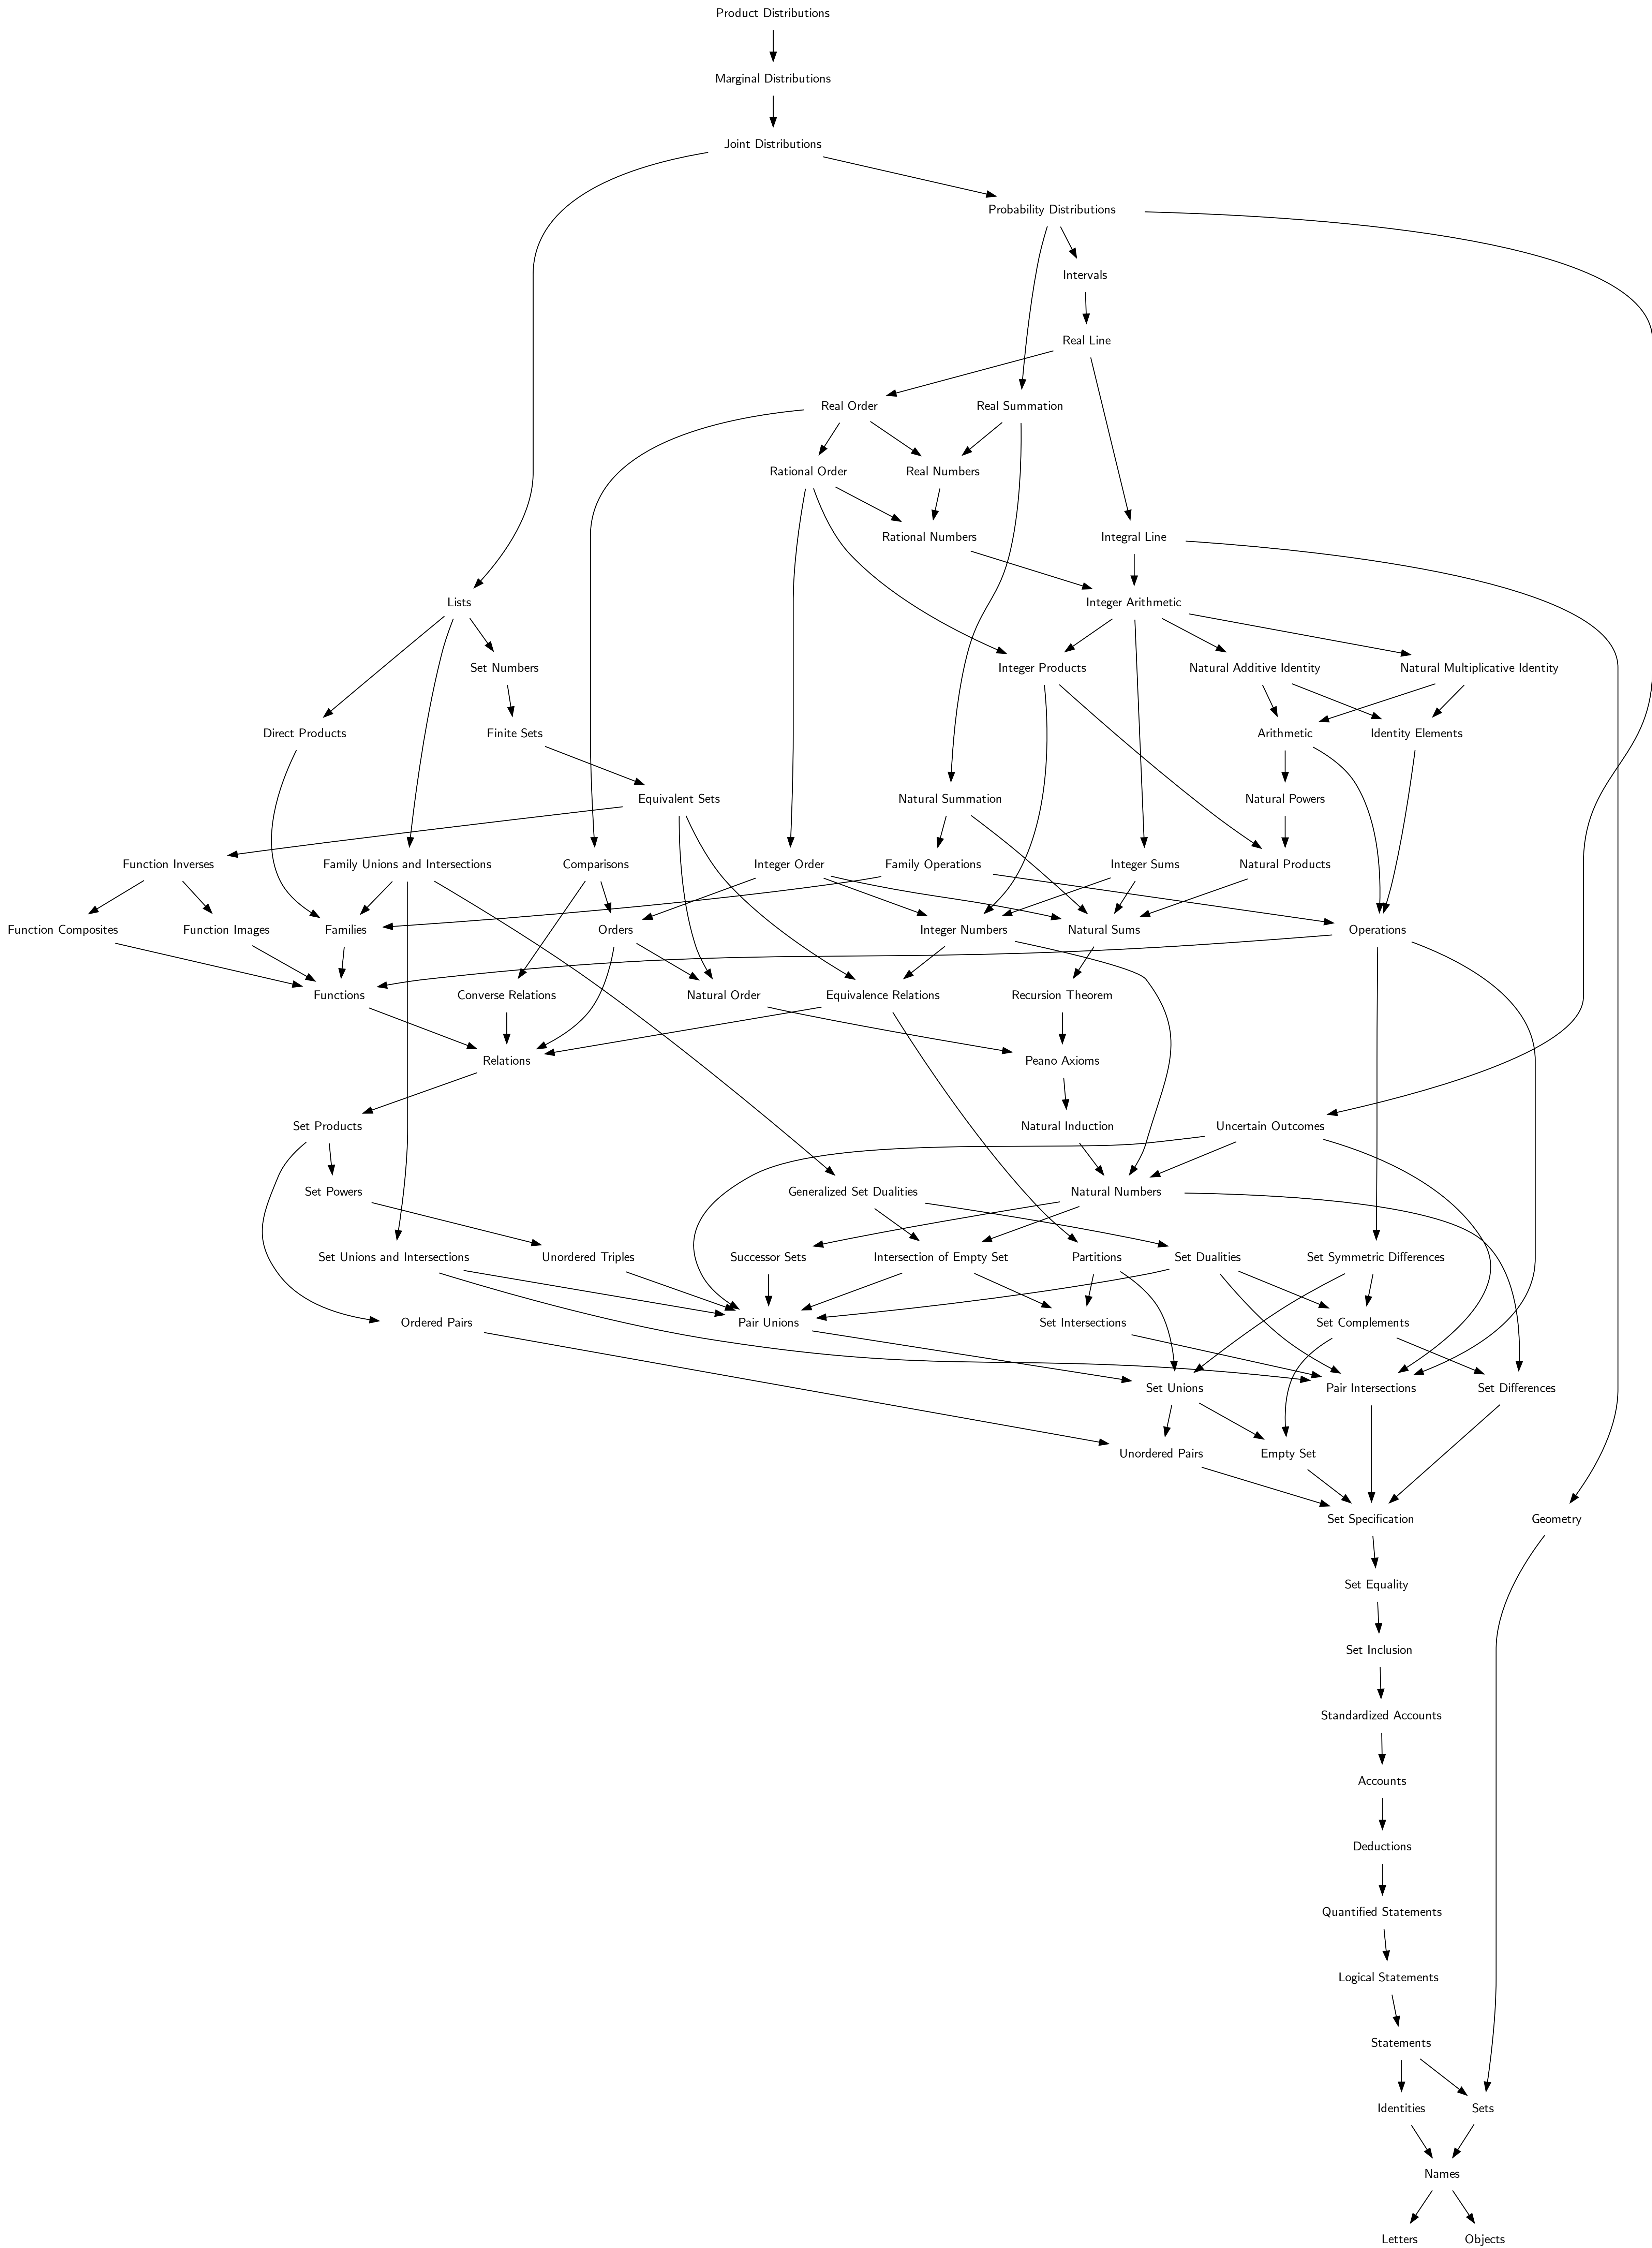 Product Distributions
Marginal Distributions
Joint Distributions
Probability Distributions
Intervals
Real Line
Real Order
Real Summation
Rational Order
Real Numbers
Rational Numbers
Integral Line
Lists
Integer Arithmetic
Set Numbers
Integer Products
Natural Additive Identity
Natural Multiplicative Identity
Direct Products
Finite Sets
Arithmetic
Identity Elements
Equivalent Sets
Natural Summation
Natural Powers
Function Inverses
Family Unions and Intersections
Comparisons
Integer Order
Family Operations
Integer Sums
Natural Products
Function Composites
Function Images
Families
Orders
Integer Numbers
Natural Sums
Operations
Functions
Converse Relations
Natural Order
Equivalence Relations
Recursion Theorem
Relations
Peano Axioms
Set Products
Natural Induction
Uncertain Outcomes
Set Powers
Generalized Set Dualities
Natural Numbers
Set Unions and Intersections
Unordered Triples
Successor Sets
Intersection of Empty Set
Partitions
Set Dualities
Set Symmetric Differences
Ordered Pairs
Pair Unions
Set Intersections
Set Complements
Set Unions
Pair Intersections
Set Differences
Unordered Pairs
Empty Set
Set Specification
Geometry
Set Equality
Set Inclusion
Standardized Accounts
Accounts
Deductions
Quantified Statements
Logical Statements
Statements
Identities
Sets
Names
Letters
Objects